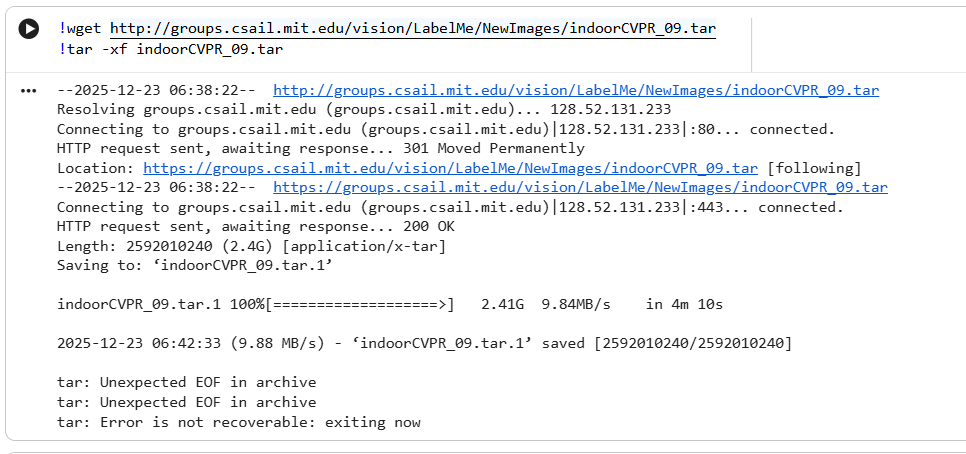 !wget http://groups.csail.mit.edu/vision/LabelMe/NewImages/indoorCVPR_09.tar
!tar -xf indoorCVPR_09.tar
--2025-12-23 06:38:22--  http://groups.csail.mit.edu/vision/LabelMe/NewImages/indoorCVPR_09.tar
Resolving groups.csail.mit.edu (groups.csail.mit.edu)... 128.52.131.233
Connecting to groups.csail.mit.edu (groups.csail.mit.edu)|128.52.131.233|:80... connected.
HTTP request sent, awaiting response... 301 Moved Permanently
Location: https://groups.csail.mit.edu/vision/LabelMe/NewImages/indoorCVPR_09.tar [following]
--2025-12-23 06:38:22--  https://groups.csail.mit.edu/vision/LabelMe/NewImages/indoorCVPR_09.tar
Connecting to groups.csail.mit.edu (groups.csail.mit.edu)|128.52.131.233|:443... connected.
HTTP request sent, awaiting response... 200 OK
Length: 2592010240 (2.4G) [application/x-tar]
Saving to: ‘indoorCVPR_09.tar.1’
indoorCVPR_09.tar.1 100%[===================>]   2.41G  9.84MB/s    in 4m 10s
2025-12-23 06:42:33 (9.88 MB/s) - ‘indoorCVPR_09.tar.1’ saved [2592010240/2592010240]
tar: Unexpected EOF in archive
tar: Unexpected EOF in archive
tar: Error is not recoverable: exiting now